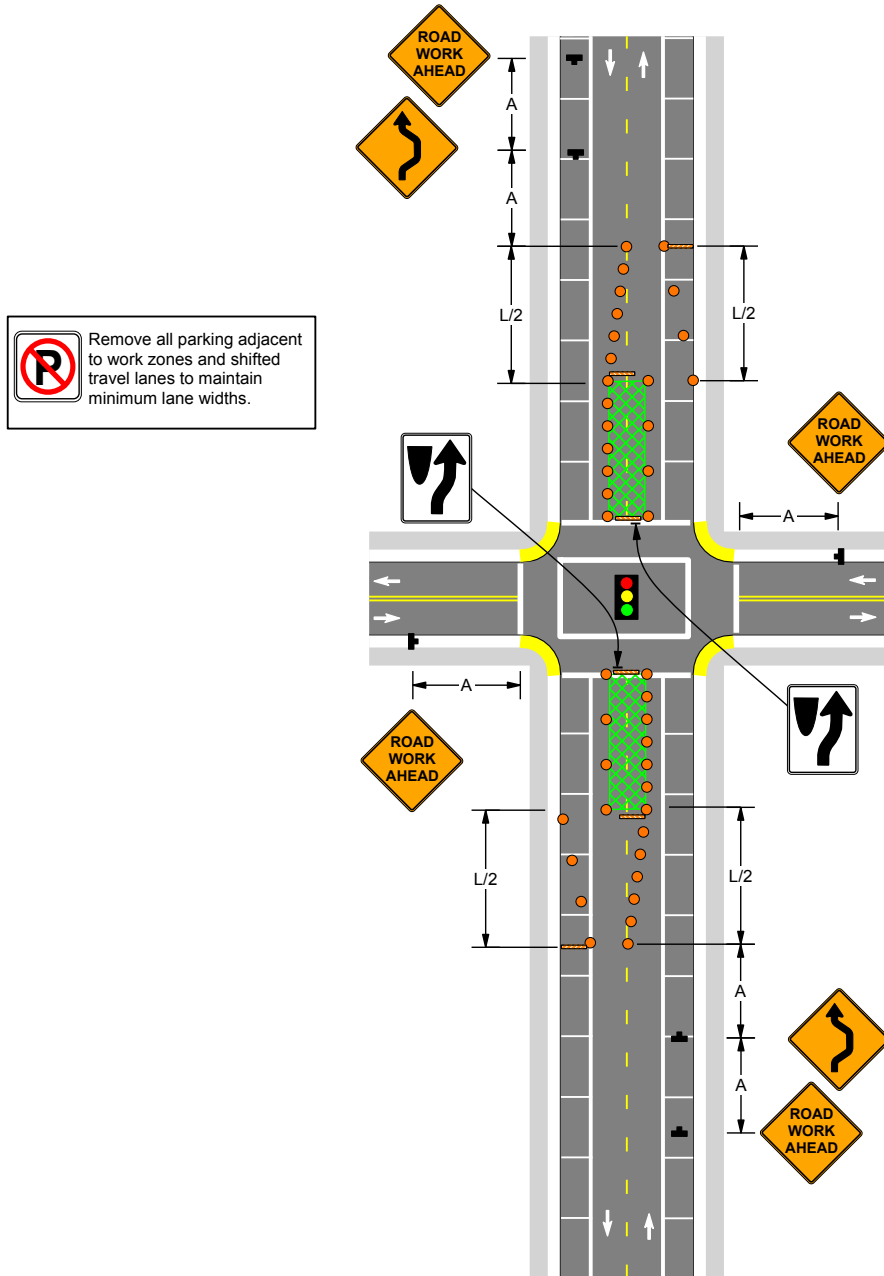 ROAD
WORK
AHEAD
A
A
L/2
L/2
P
Remove all parking adjacent
to work zones and shifted
travel lanes to maintain
minimum lane widths.
ROAD
WORK
AHEAD
A
A
ROAD
WORK
AHEAD
L/2
L/2
A
A
ROAD
WORK
AHEAD